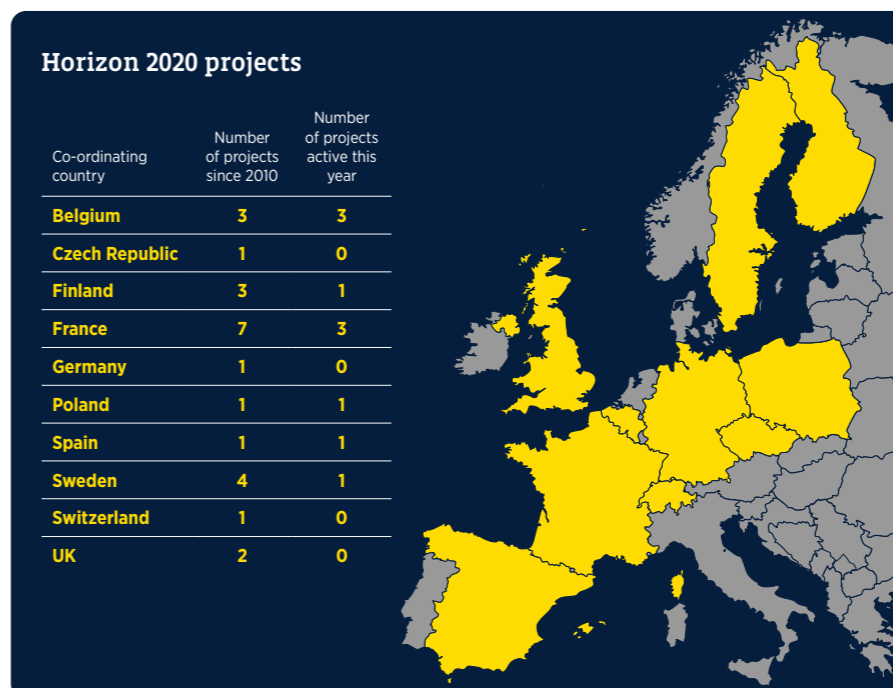 Horizon 2020 projects
Co-ordinating
country
Number
of projects
since 2010
Number
of projects
active this
year
Belgium 3 3
Czech Republic 1 0
Finland 3 1
France 7 3
Germany 1 0
Poland 1 1
Spain 1 1
Sweden 4 1
Switzerland 1 0
UK 2 0